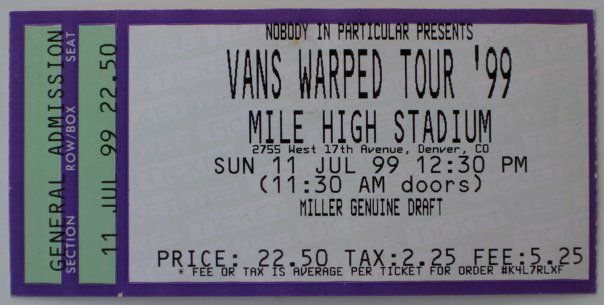 GENERAL ADMISSION
SECTION ROW/BOX SEAT
11 JUL 99 22.50
NOBODY IN PARTICULAR PRESENTS
VANS WARPED TOUR '99
MILE HIGH STADIUM
2755 West 17th Avenue, Denver, CO
SUN 11 JUL 99 12:30 PM
(11:30 AM doors)
MILLER GENUINE DRAFT
PRICE: 22.50 TAX:2.25 FEE:5.25
* FEE OR TAX IS AVERAGE PER TICKET FOR ORDER #K4L7RLXF